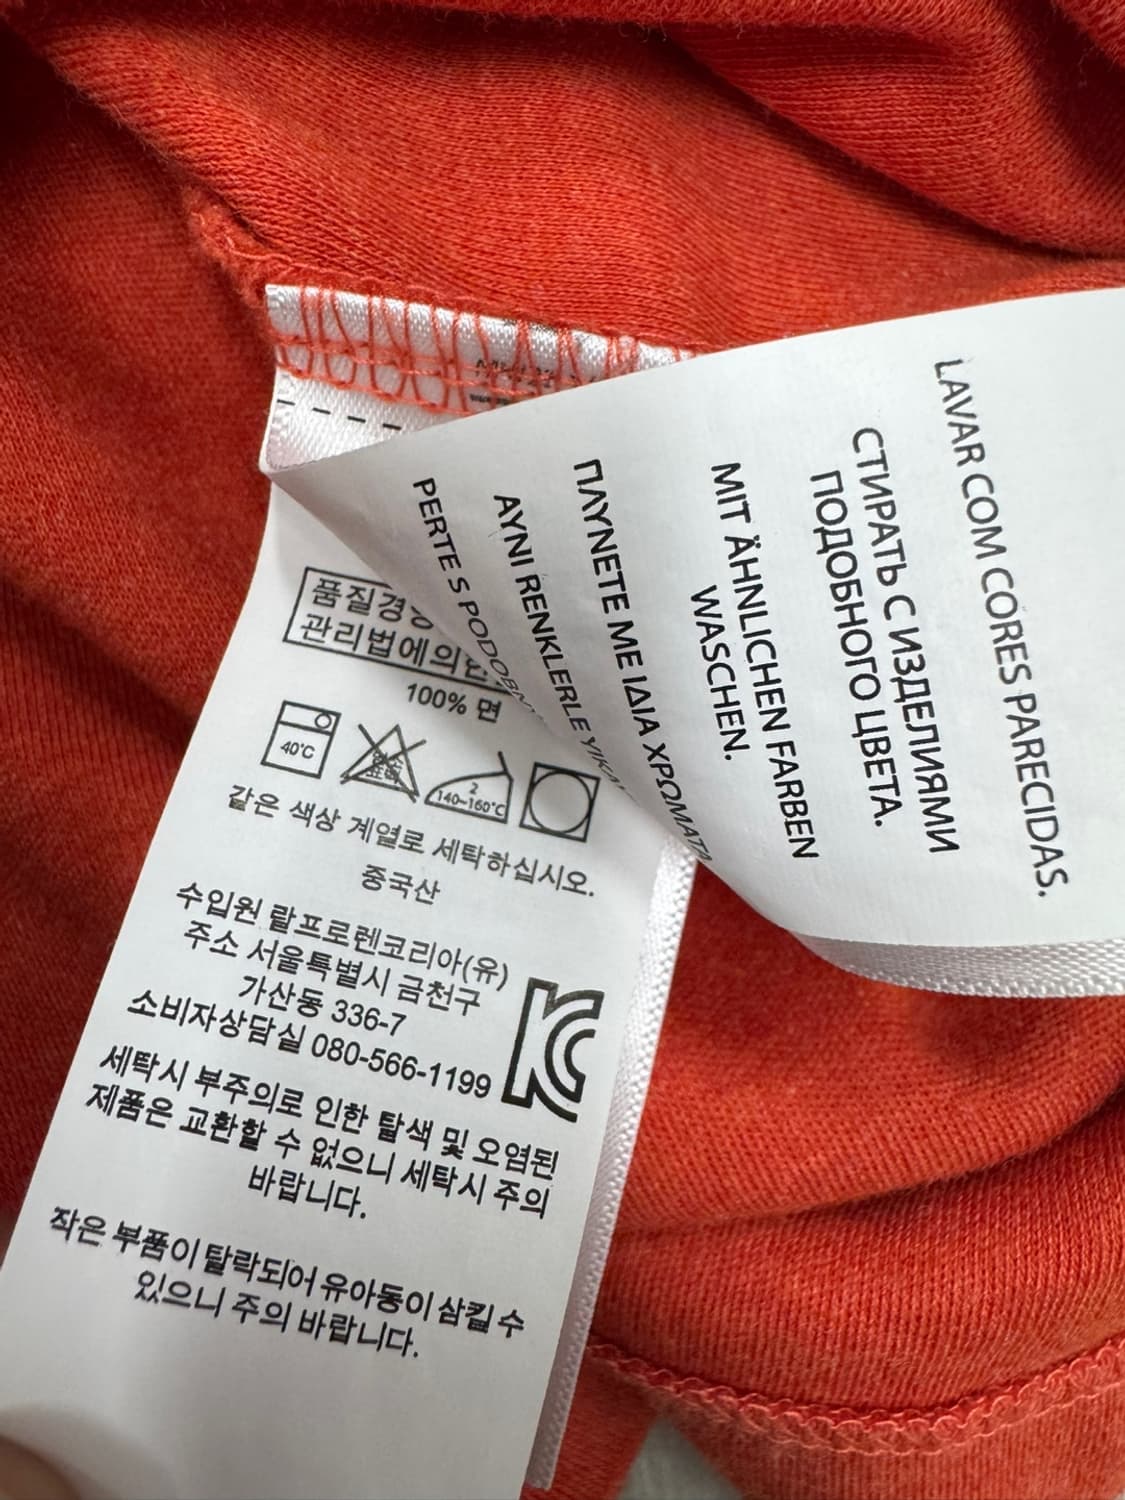 품질경
관리법에의한
100% 면
40°C
2
140~160°C
같은 색상 계열로 세탁하십시오.
중국산
수입원 랄프로렌코리아(유)
주소 서울특별시 금천구
가산동 336-7
소비자상담실 080-566-1199
세탁시 부주의로 인한 탈색 및 오염된
제품은 교환할 수 없으니 세탁시 주의
바랍니다.
작은 부품이 탈락되어 유아동이 삼킬 수
있으니 주의 바랍니다.
LAVAR COM CORES PARECIDAS.
СТИРАТЬ С ИЗДЕЛИЯМИ
ПОДОБНОГО ЦВЕТА.
MIT ÄHNLICHEN FARBEN
WASCHEN.
ΠΛΥΝΕΤΕ ΜΕ ΙΔΙΑ ΧΡΩΜΑΤΑ
AYNI RENKLERLE
PERTE S